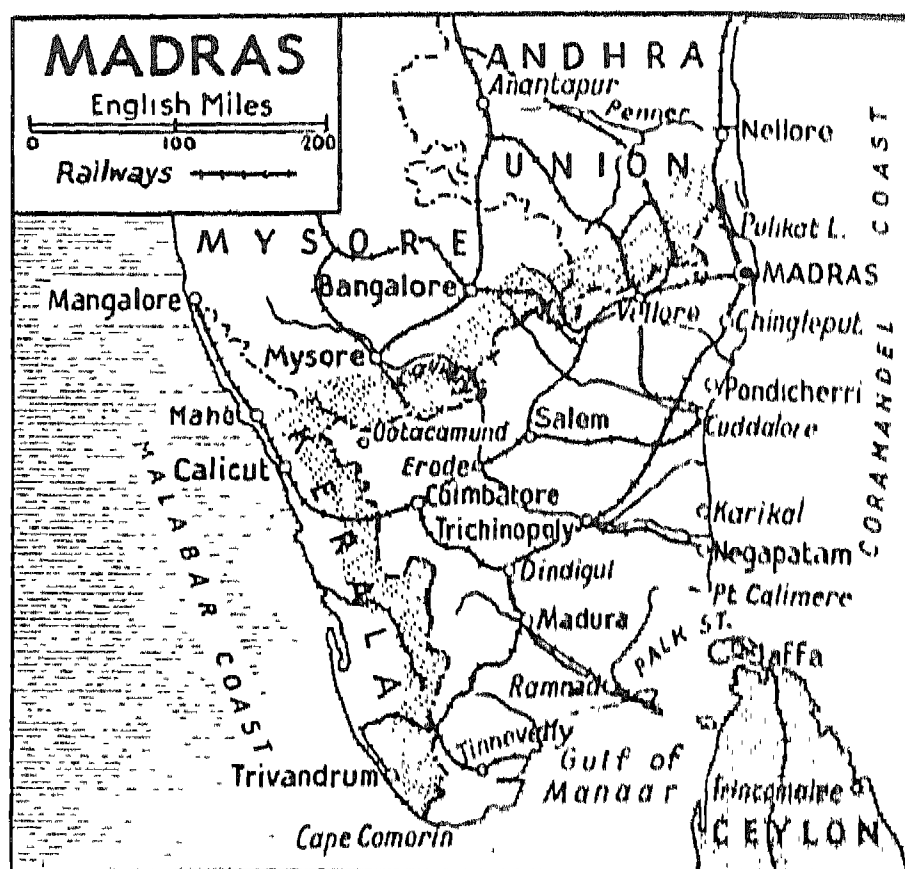 MADRAS
English Miles
0 100 200
Railways
ANDHRA
Anantapur
Penner
Nellore
UNION
COROMANDEL COAST
Pulikat L.
MYSORE
Bangalore
MADRAS
Mangalore
Vellore
Chingleput
Mysore
Pondicherri
Mahé
Ootacamund
Salem
Cuddalore
Calicut
Erode
Coimbatore
Karikal
Trichinopoly
Negapatam
MALABAR COAST
KERALA
Dindigul
Pt. Calimere
Madura
PALK ST.
Jaffa
Ramnad
Tinnevelly
Gulf of
Manaar
Trivandrum
Trincomalee
CEYLON
Cape Comorin